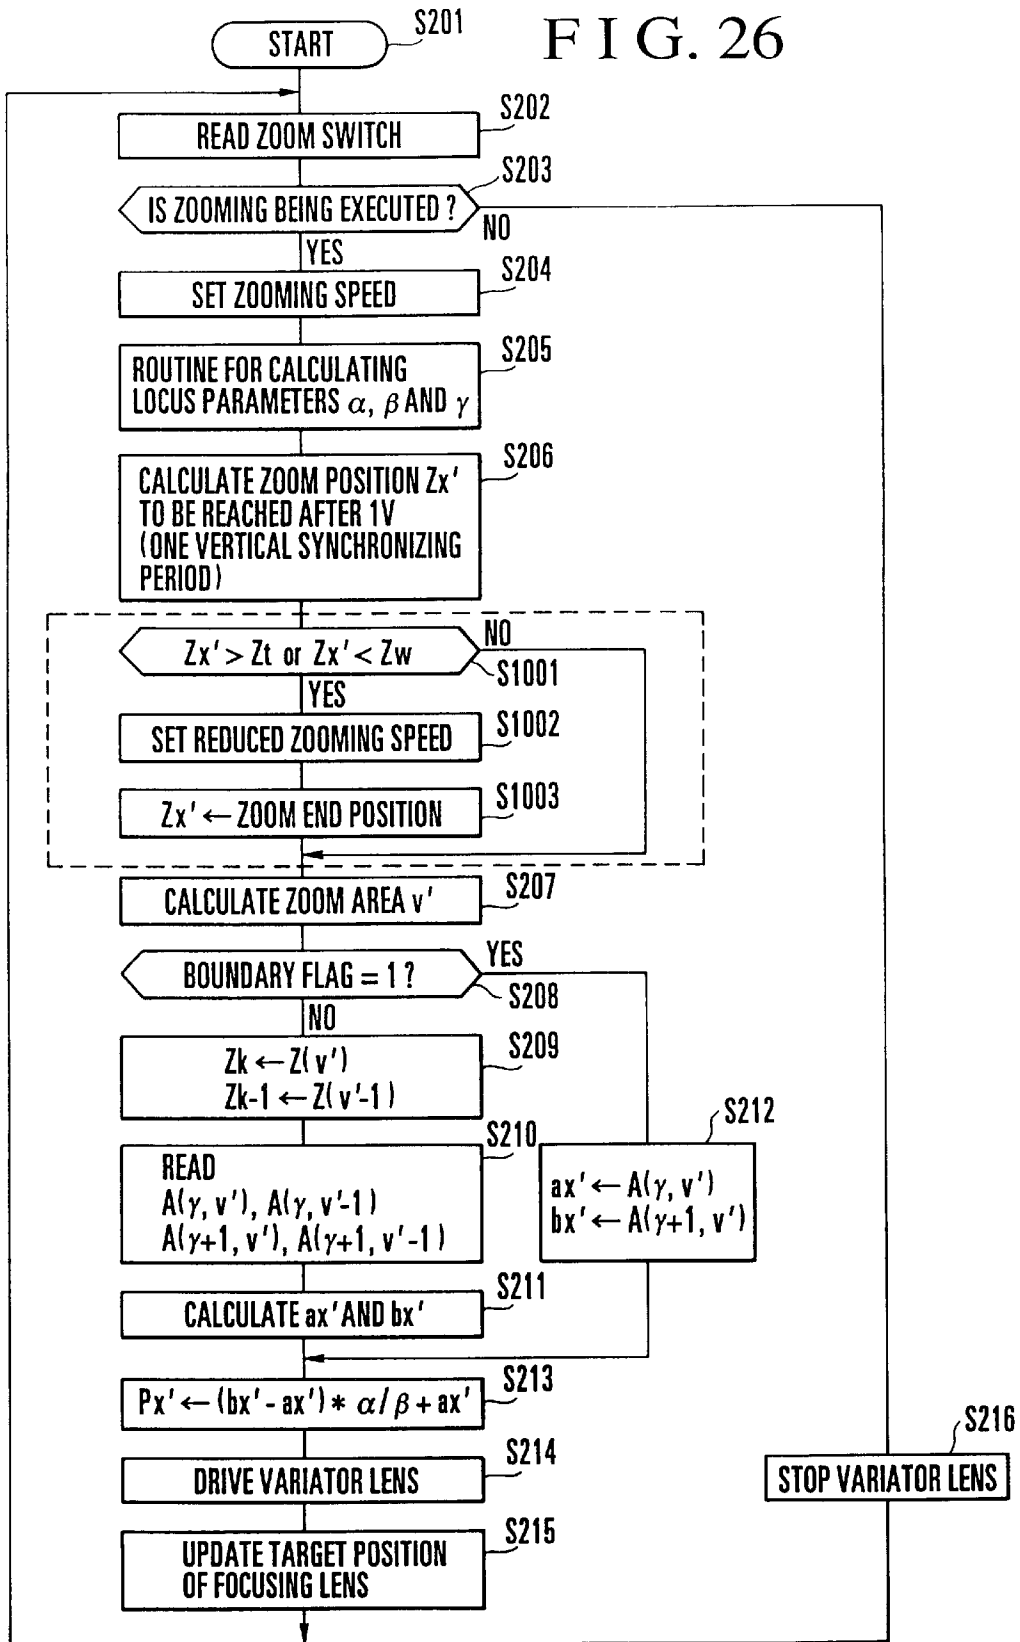 FIG. 26
START
S201
READ ZOOM SWITCH
S202
IS ZOOMING BEING EXECUTED ?
S203
NO
YES
SET ZOOMING SPEED
S204
ROUTINE FOR CALCULATING
LOCUS PARAMETERS α, β AND γ
S205
CALCULATE ZOOM POSITION Zx'
TO BE REACHED AFTER 1V
(ONE VERTICAL SYNCHRONIZING
PERIOD)
S206
Zx' > Zt or Zx' < Zw
NO
S1001
YES
SET REDUCED ZOOMING SPEED
S1002
Zx' ← ZOOM END POSITION
S1003
CALCULATE ZOOM AREA v'
S207
BOUNDARY FLAG = 1 ?
YES
S208
NO
Zk ← Z(v')
Zk-1 ← Z(v'-1)
S209
READ
A(γ, v'), A(γ, v'-1)
A(γ+1, v'), A(γ+1, v'-1)
S210
ax' ← A(γ, v')
bx' ← A(γ+1, v')
S212
CALCULATE ax' AND bx'
S211
Px' ← (bx' - ax') * α/β + ax'
S213
DRIVE VARIATOR LENS
S214
STOP VARIATOR LENS
S216
UPDATE TARGET POSITION
OF FOCUSING LENS
S215